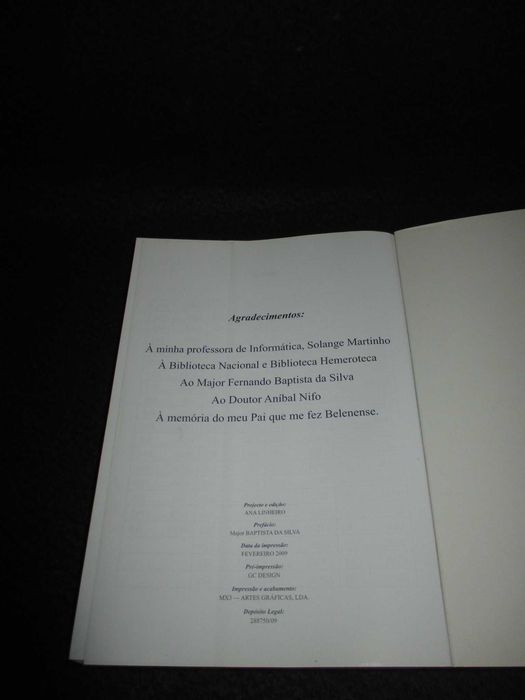 Agradecimentos:
À minha professora de Informática, Solange Martinho
À Biblioteca Nacional e Biblioteca Hemeroteca
Ao Major Fernando Baptista da Silva
Ao Doutor Aníbal Nifo
À memória do meu Pai que me fez Belenense.
Projecto e edição:
ANA LINHEIRO
Prefácio:
Major BAPTISTA DA SILVA
Data da impressão:
FEVEREIRO 2009
Pré-impressão:
GC DESIGN
Impressão e acabamento:
MX3 — ARTES GRÁFICAS, LDA.
Depósito Legal:
288750/09